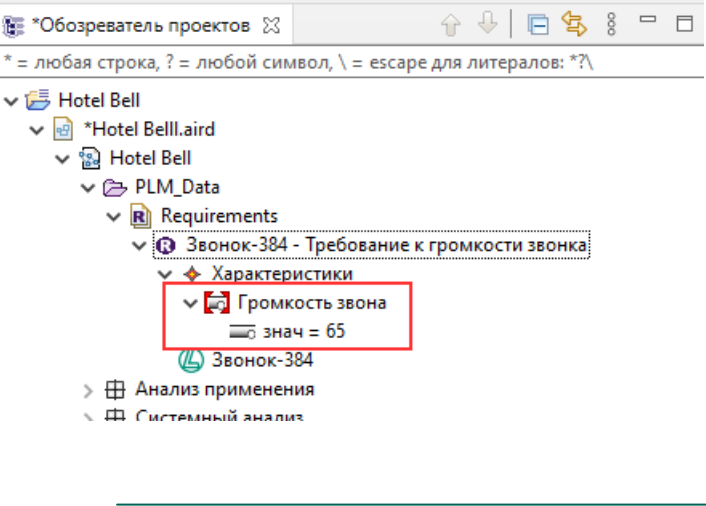 *Обозреватель проектов
* = любая строка, ? = любой символ, \ = escape для литералов: *?\
Hotel Bell
*Hotel Belll.aird
Hotel Bell
PLM_Data
Requirements
Звонок-384 - Требование к громкости звонка
Характеристики
Громкость звона
знач = 65
Звонок-384
Анализ применения
Системный анализ